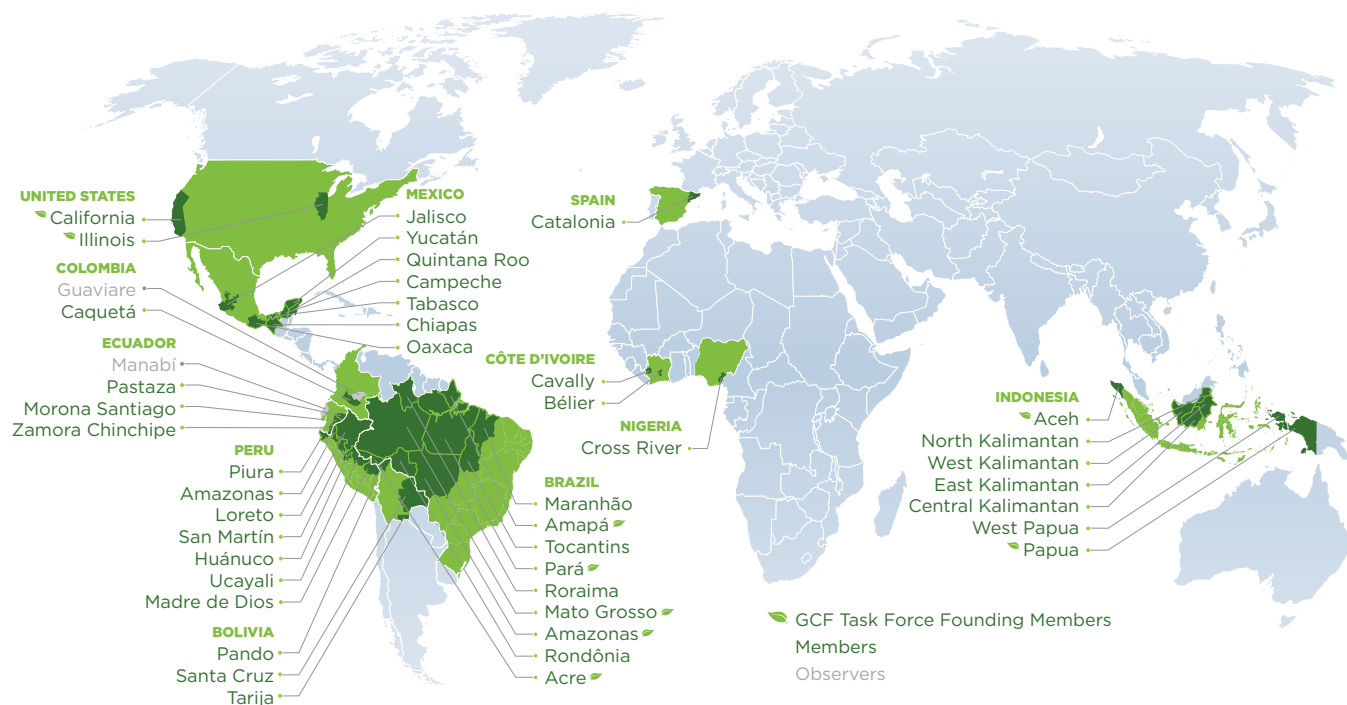 UNITED STATES
California
Illinois
COLOMBIA
Guaviare
Caquetá
ECUADOR
Manabí
Pastaza
Morona Santiago
Zamora Chinchipe
PERU
Piura
Amazonas
Loreto
San Martín
Huánuco
Ucayali
Madre de Dios
BOLIVIA
Pando
Santa Cruz
Tarija
MEXICO
Jalisco
Yucatán
Quintana Roo
Campeche
Tabasco
Chiapas
Oaxaca
BRAZIL
Maranhão
Amapá
Tocantins
Pará
Roraima
Mato Grosso
Amazonas
Rondônia
Acre
SPAIN
Catalonia
CÔTE D’IVOIRE
Cavally
Bélier
NIGERIA
Cross River
INDONESIA
Aceh
North Kalimantan
West Kalimantan
East Kalimantan
Central Kalimantan
West Papua
Papua
GCF Task Force Founding Members
Members
Observers